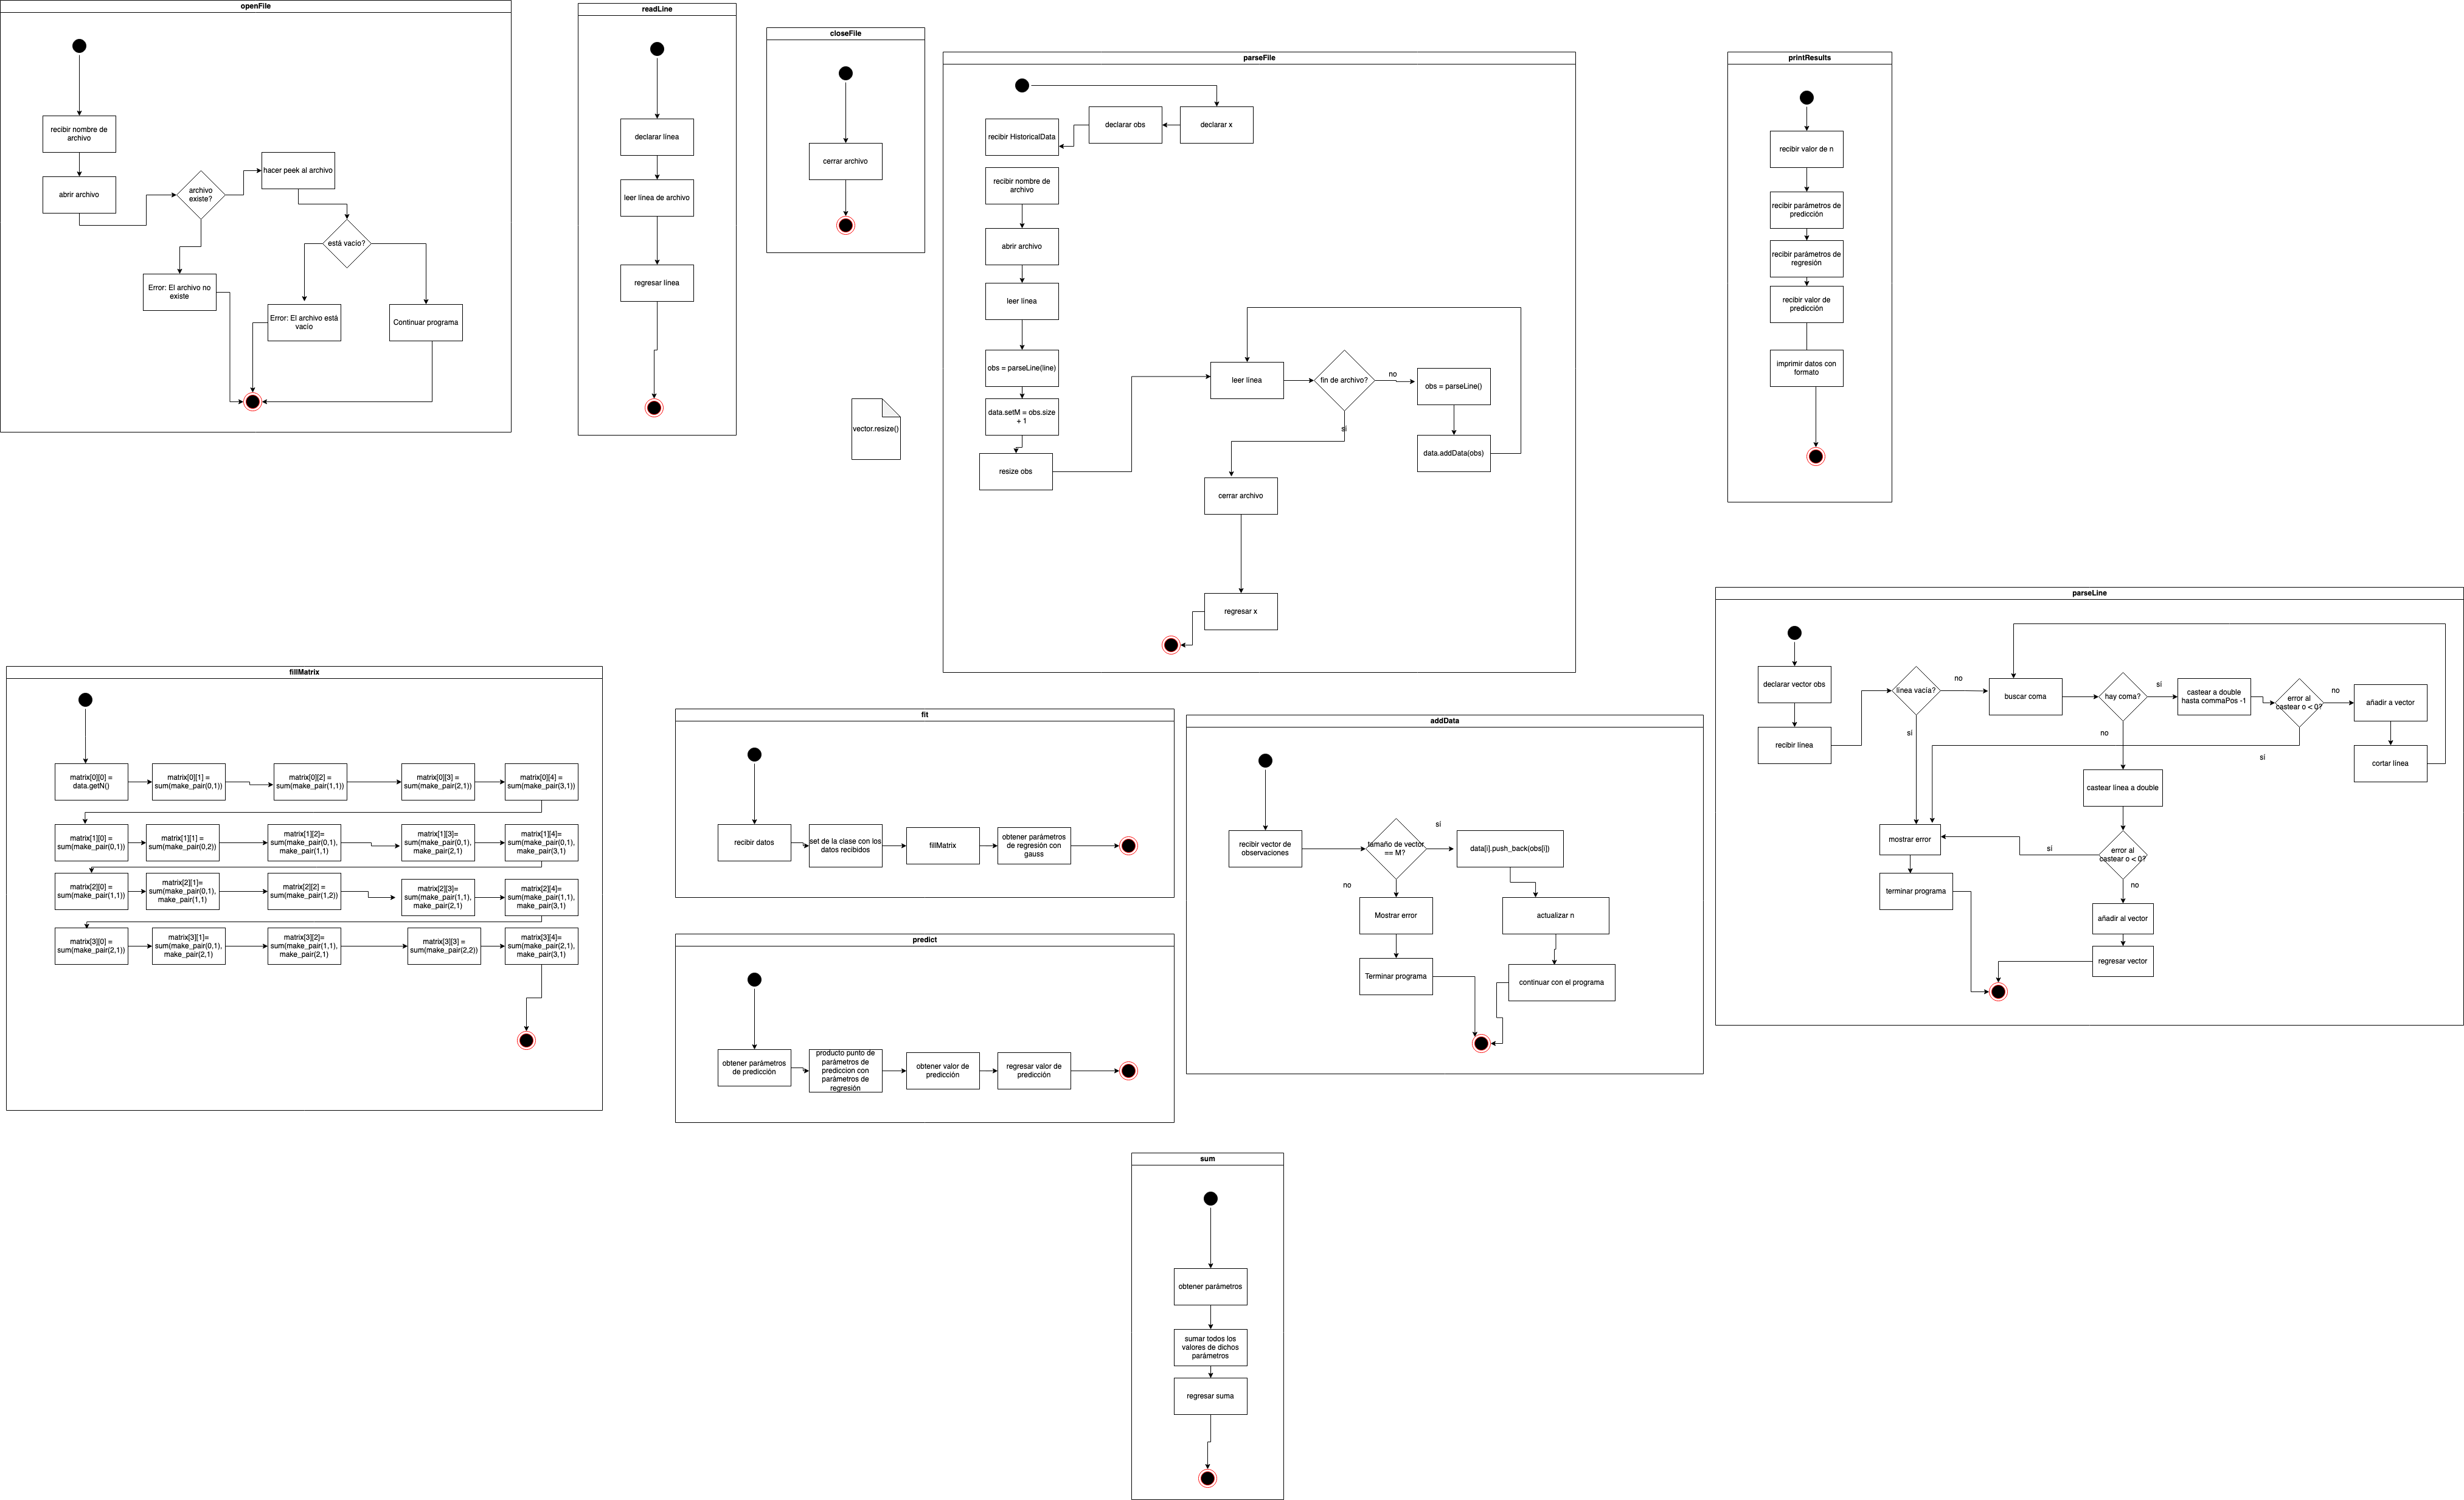 openFile
recibir nombre de
archivo
abrir archivo
archivo
existe?
hacer peek al archivo
está vacío?
Error: El archivo no
existe
Error: El archivo está
vacío
Continuar programa
readLine
declarar línea
leer línea de archivo
regresar línea
closeFile
cerrar archivo
vector.resize()
parseFile
declarar x
declarar obs
recibir HistoricalData
recibir nombre de
archivo
abrir archivo
leer línea
obs = parseLine(line)
data.setM = obs.size
+ 1
resize obs
leer línea
fin de archivo?
no
sí
obs = parseLine()
data.addData(obs)
cerrar archivo
regresar x
printResults
recibir valor de n
recibir parámetros de
predicción
recibir parámetros de
regresión
recibir valor de
predicción
imprimir datos con
formato
parseLine
declarar vector obs
recibir línea
línea vacía?
no
sí
buscar coma
hay coma?
sí
no
castear a double
hasta commaPos -1
error al
castear o < 0?
no
sí
añadir a vector
cortar línea
castear línea a double
error al
castear o < 0?
sí
no
mostrar error
terminar programa
añadir al vector
regresar vector
fillMatrix
matrix[0][0] =
data.getN()
matrix[0][1] =
sum(make_pair(0,1))
matrix[0][2] =
sum(make_pair(1,1))
matrix[0][3] =
sum(make_pair(2,1))
matrix[0][4] =
sum(make_pair(3,1))
matrix[1][0] =
sum(make_pair(0,1))
matrix[1][1] =
sum(make_pair(0,2))
matrix[1][2]=
sum(make_pair(0,1),
make_pair(1,1)
matrix[1][3]=
sum(make_pair(0,1),
make_pair(2,1)
matrix[1][4]=
sum(make_pair(0,1),
make_pair(3,1)
matrix[2][0] =
sum(make_pair(1,1))
matrix[2][1]=
sum(make_pair(0,1),
make_pair(1,1)
matrix[2][2] =
sum(make_pair(1,2))
matrix[2][3]=
sum(make_pair(1,1),
make_pair(2,1)
matrix[2][4]=
sum(make_pair(1,1),
make_pair(3,1)
matrix[3][0] =
sum(make_pair(2,1))
matrix[3][1]=
sum(make_pair(0,1),
make_pair(2,1)
matrix[3][2]=
sum(make_pair(1,1),
make_pair(2,1)
matrix[3][3] =
sum(make_pair(2,2))
matrix[3][4]=
sum(make_pair(2,1),
make_pair(3,1)
fit
recibir datos
set de la clase con los
datos recibidos
fillMatrix
obtener parámetros
de regresión con
gauss
predict
obtener parámetros
de predicción
producto punto de
parámetros de
prediccion con
parámetros de
regresión
obtener valor de
predicción
regresar valor de
predicción
addData
recibir vector de
observaciones
tamaño de vector
== M?
sí
no
data[i].push_back(obs[i])
Mostrar error
actualizar n
Terminar programa
continuar con el programa
sum
obtener parámetros
sumar todos los
valores de dichos
parámetros
regresar suma